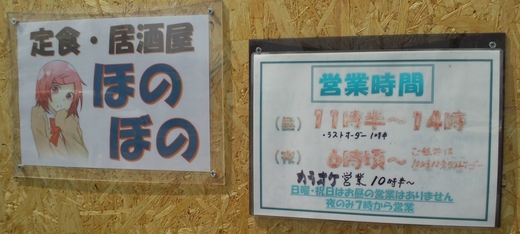 定食・居酒屋
ほの
ぼの
営業時間
(昼) 11時半～14時
・ラストオーダー
(夜) 6時頃～
カラオケ営業 10時半～
日曜・祝日はお昼の営業はありません
夜のみ7時から営業